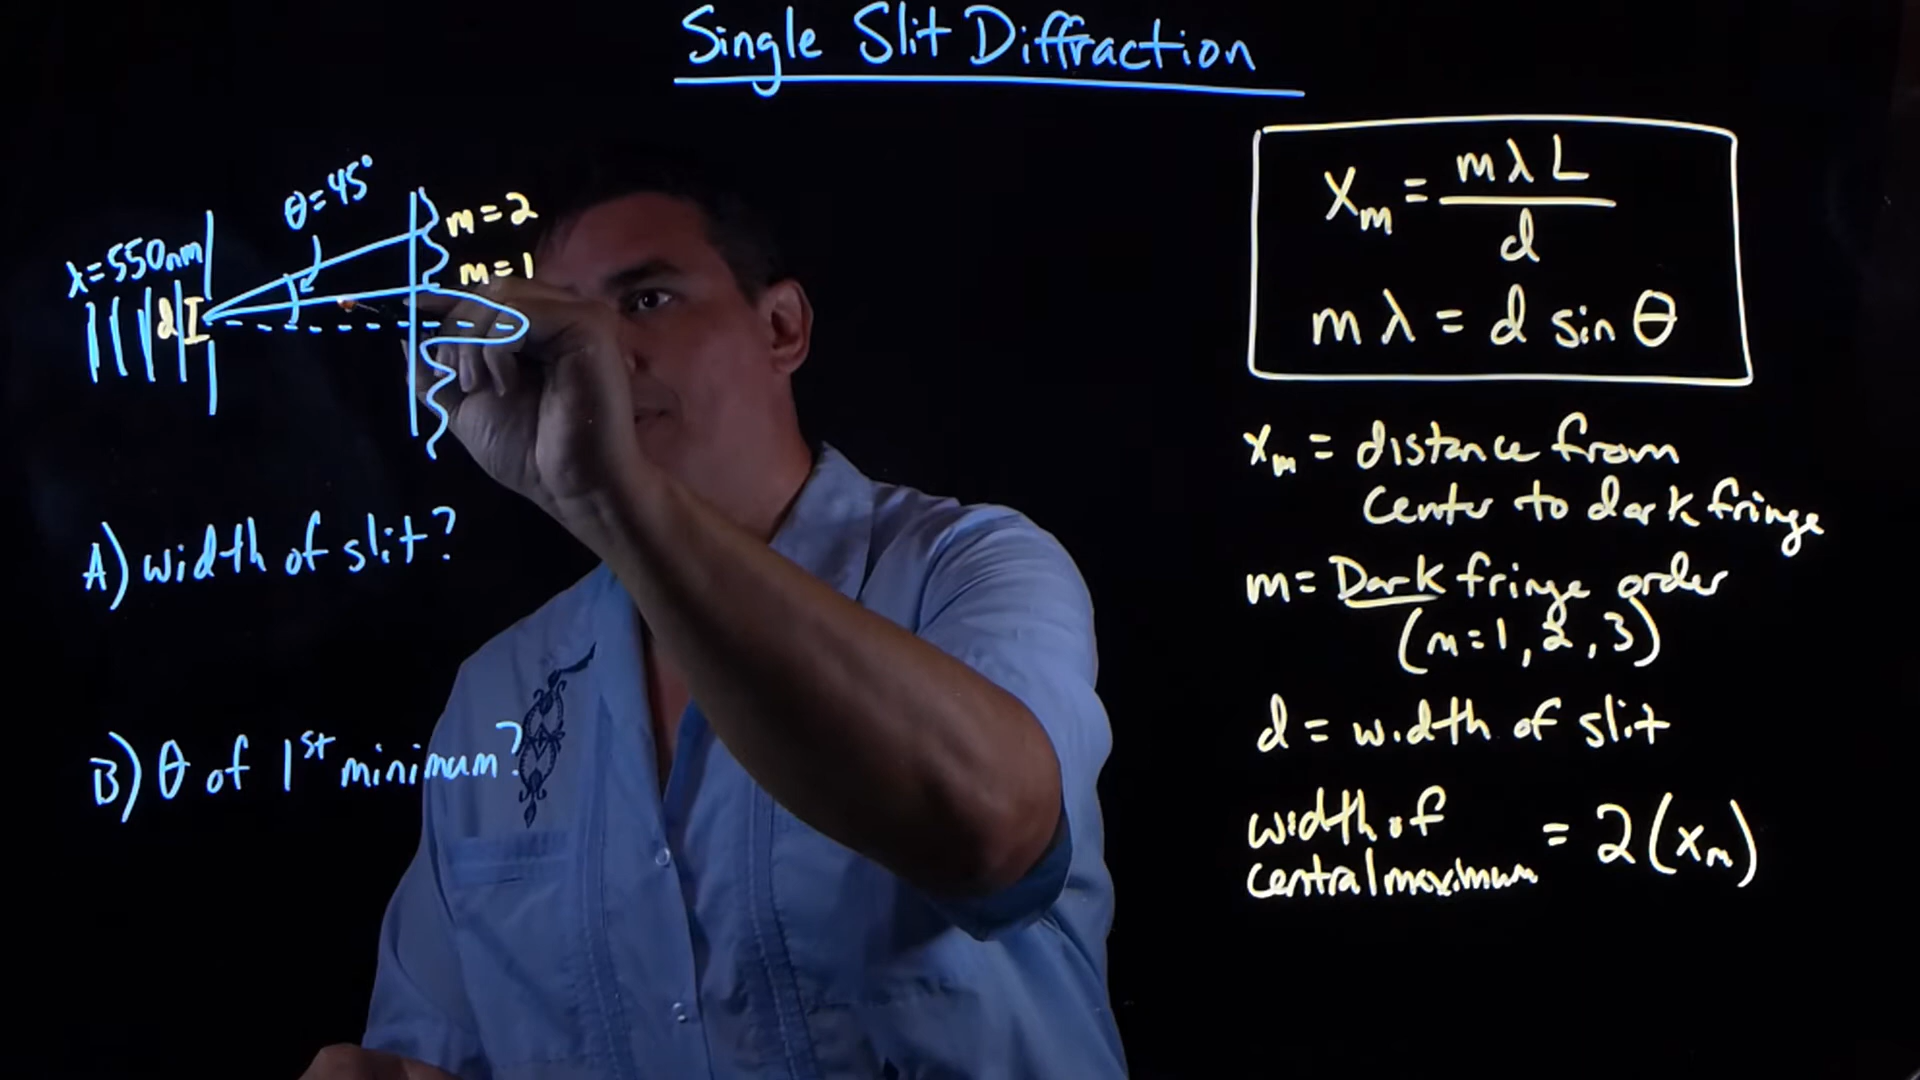 Single Slit Diffraction
θ=45°
m=2
λ=550nm
m=1
d
A) width of slit?
B) θ of 1st minimum?
Xm = mλL
d
mλ = d sin θ
xm = distance from
center to dark fringe
m= Dark fringe order
(m=1, 2, 3)
d = width of slit
width of
central maximum = 2(xm)